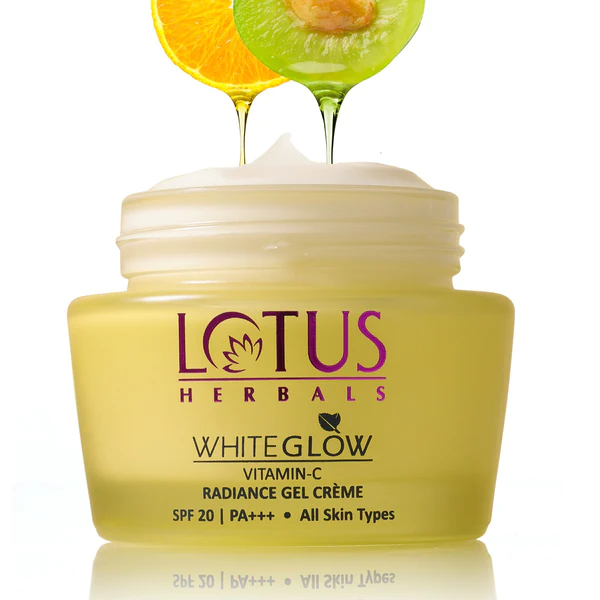 LOTUS
HERBALS
WHITEGLOW
VITAMIN-C
RADIANCE GEL CRÈME
SPF 20 | PA+++ • All Skin Types